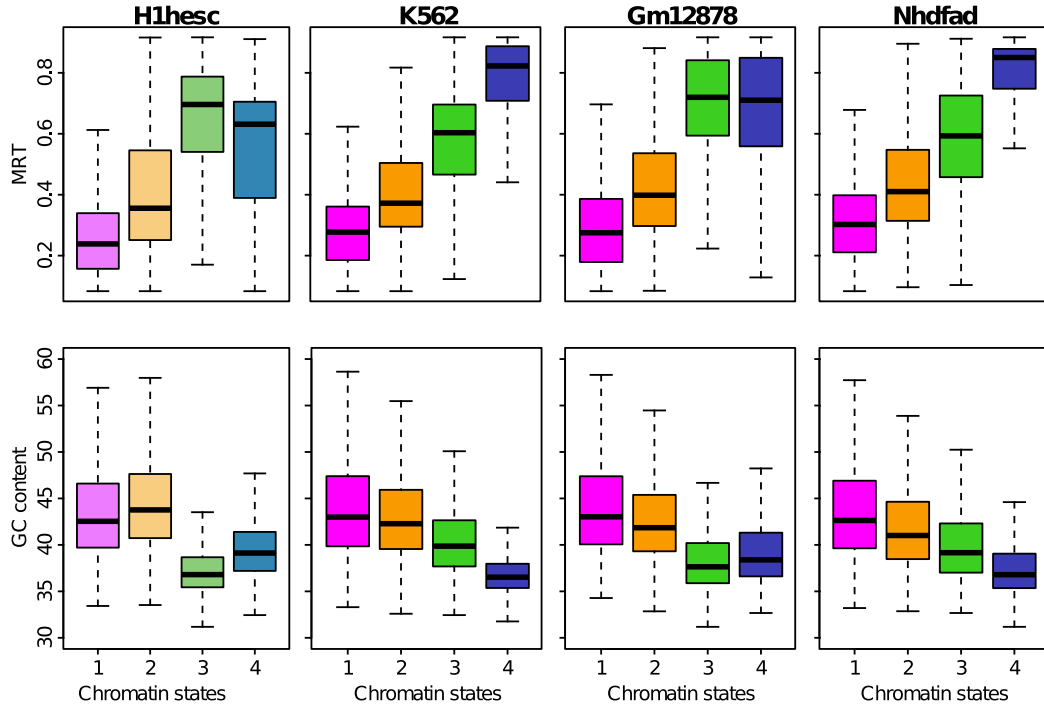 H1hesc K562 Gm12878 Nhdfad
MRT
0.8
0.6
0.4
0.2
GC content
60
55
50
45
40
35
30
1 2 3 4 1 2 3 4 1 2 3 4 1 2 3 4
Chromatin states Chromatin states Chromatin states Chromatin states